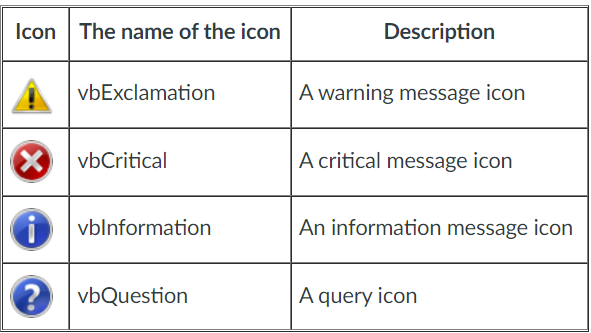 Icon The name of the icon Description
vbExclamation A warning message icon
vbCritical A critical message icon
vbInformation An information message icon
vbQuestion A query icon